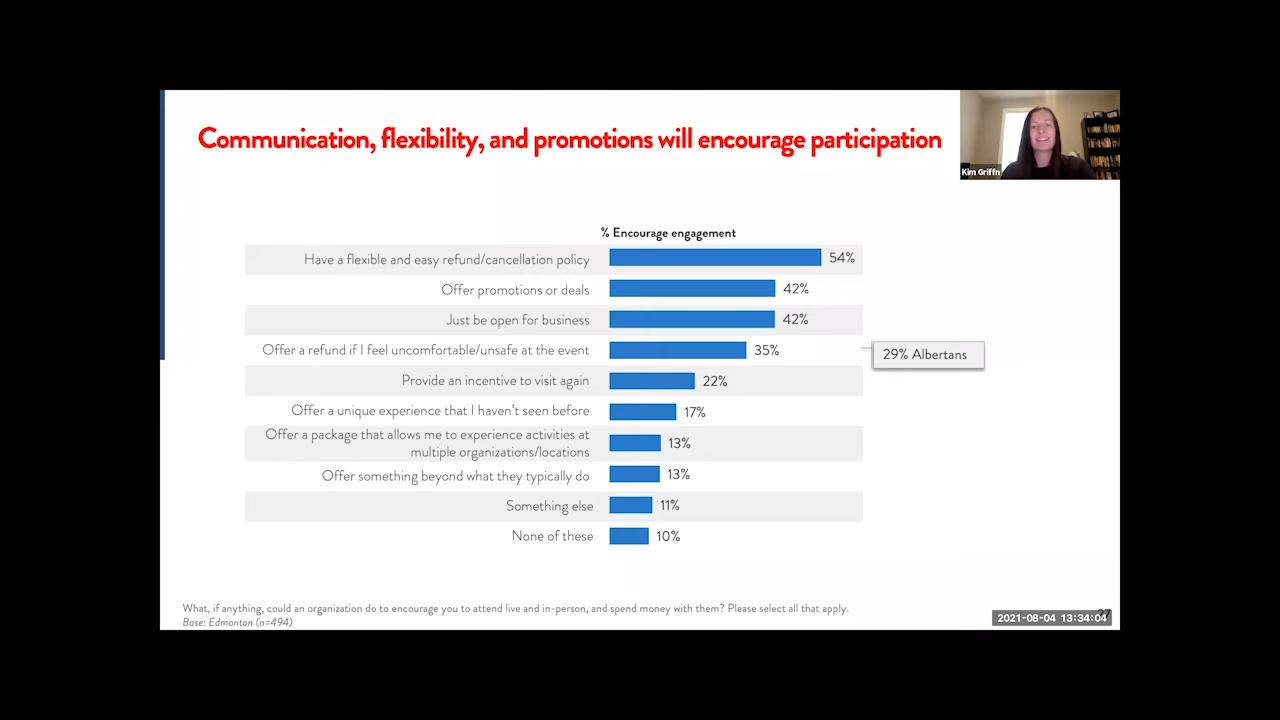 Communication, flexibility, and promotions will encourage participation
Kim Griffn
% Encourage engagement
Have a flexible and easy refund/cancellation policy 54%
Offer promotions or deals 42%
Just be open for business 42%
Offer a refund if I feel uncomfortable/unsafe at the event 35%
29% Albertans
Provide an incentive to visit again 22%
Offer a unique experience that I haven't seen before 17%
Offer a package that allows me to experience activities at
multiple organizations/locations 13%
Offer something beyond what they typically do 13%
Something else 11%
None of these 10%
What, if anything, could an organization do to encourage you to attend live and in-person, and spend money with them? Please select all that apply.
Base: Edmonton (n=494)
2021-08-04 13:34:04